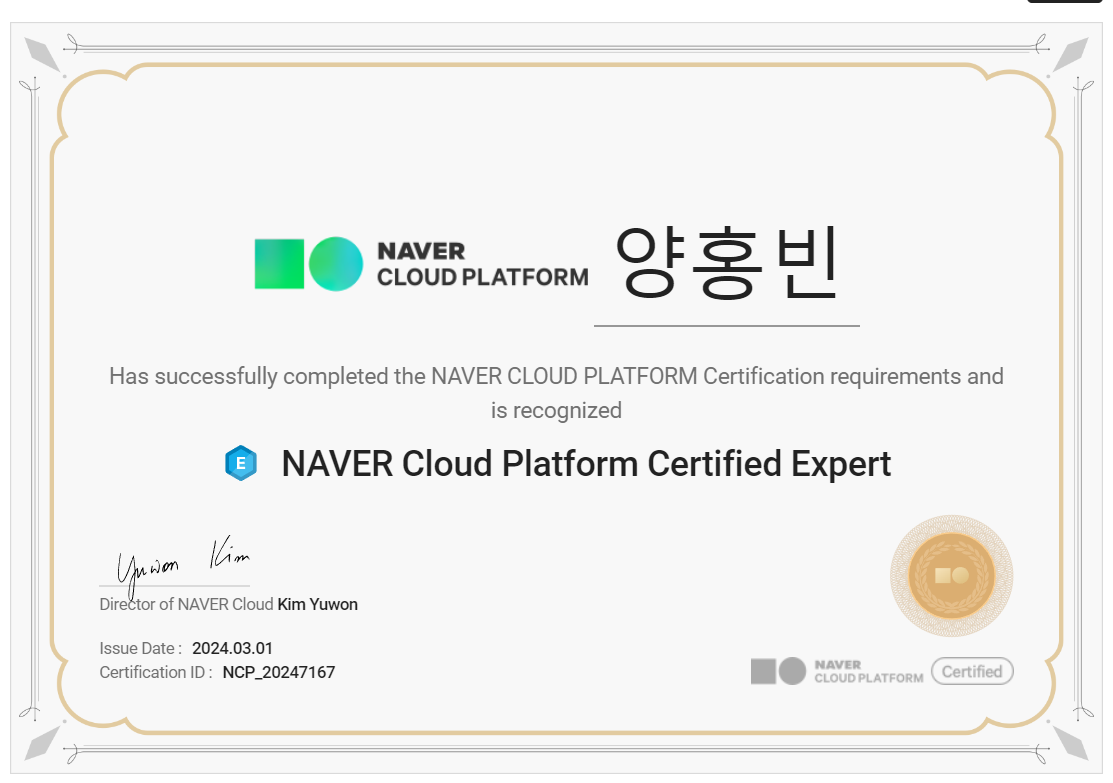 NAVER
CLOUD PLATFORM
양홍빈
Has successfully completed the NAVER CLOUD PLATFORM Certification requirements and
is recognized
E
NAVER Cloud Platform Certified Expert
Yuwon Kim
Director of NAVER Cloud Kim Yuwon
Issue Date : 2024.03.01
Certification ID : NCP_20247167
NAVER
CLOUD PLATFORM
Certified